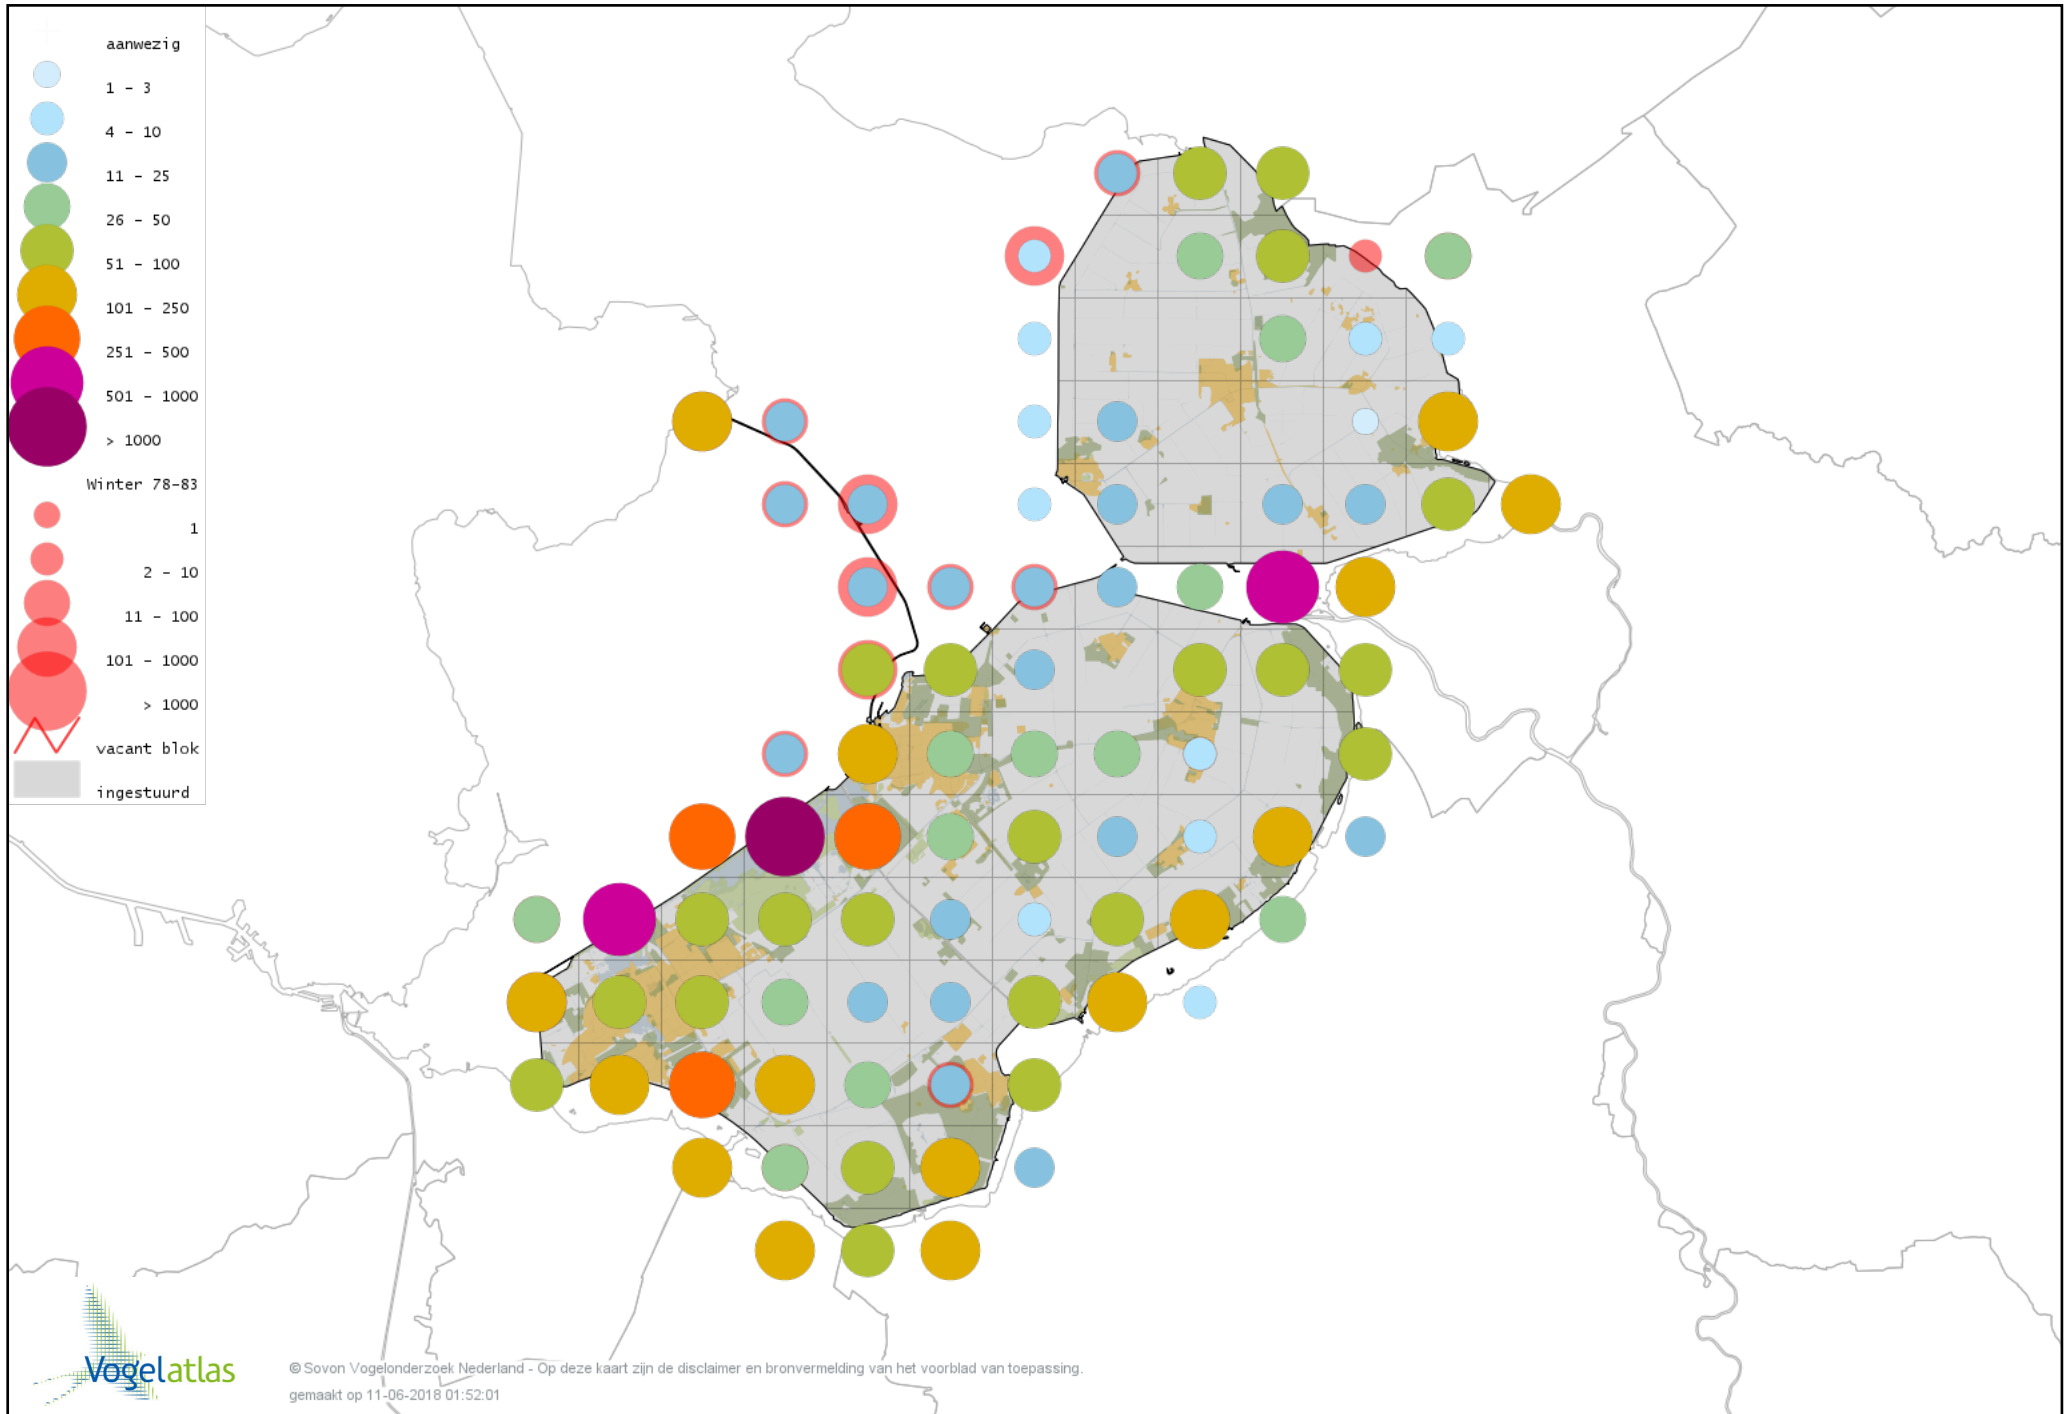 aanwezig
1 - 3
4 - 10
11 - 25
26 - 50
51 - 100
101 - 250
251 - 500
501 - 1000
> 1000
Winter 78-83
1
2 - 10
11 - 100
101 - 1000
> 1000
vacant blok
ingestuurd
Vogelatlas
© Sovon Vogelonderzoek Nederland - Op deze kaart zijn de disclaimer en bronvermelding van het voorblad van toepassing.
gemaakt op 11-06-2018 01:52:01